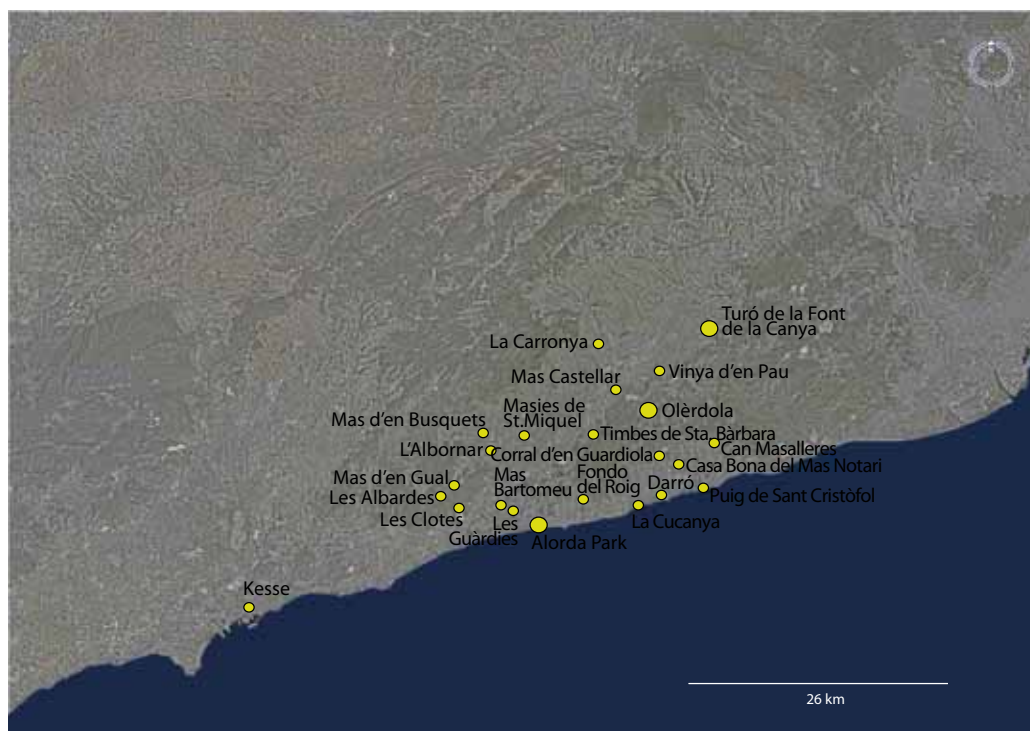 Turó de la Font
de la Canya
La Carronya
Vinya d'en Pau
Mas Castellar
Olèrdola
Masies de
St.Miquel
Mas d'en Busquets
Timbes de Sta. Bàrbara
Can Masalleres
L'Albornar
Corral d'en Guardiola
Casa Bona del Mas Notari
Mas d'en Gual
Mas
Bartomeu
Fondo
del Roig
Darró
Les Albardes
Puig de Sant Cristòfol
Les Clotes
Les
Guàrdies
La Cucanya
Alorda Park
Kesse
26 km